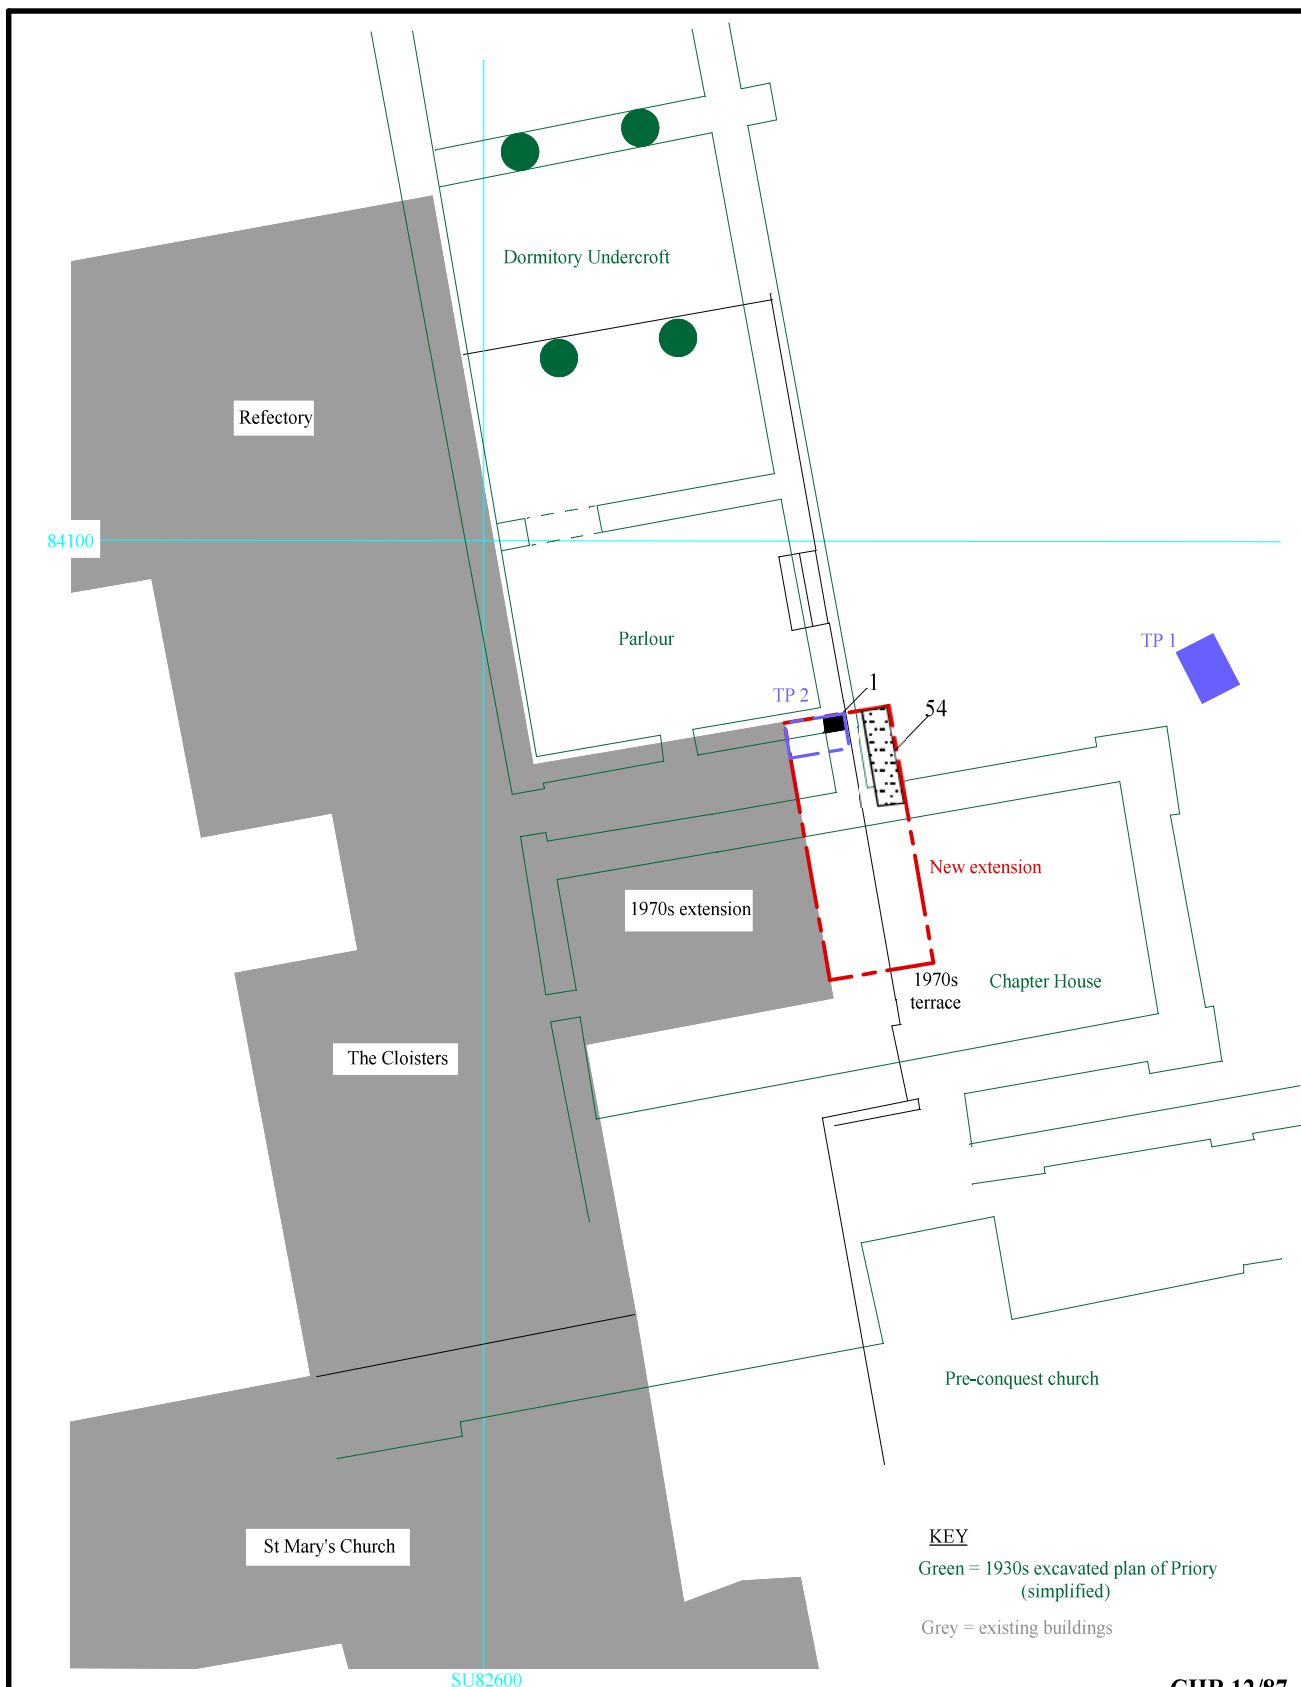 Dormitory Undercroft
Refectory
84100
Parlour
TP 1
TP 2
1
54
New extension
1970s extension
1970s
terrace
Chapter House
The Cloisters
Pre-conquest church
St Mary's Church
KEY
Green = 1930s excavated plan of Priory
(simplified)
Grey = existing buildings
SU82600